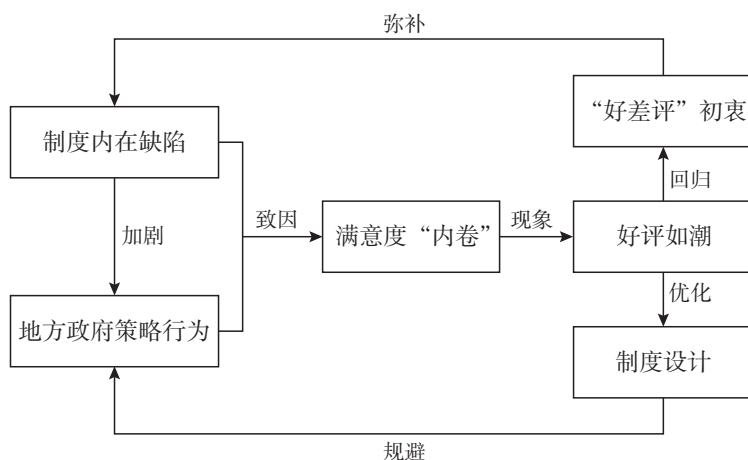 弥补
制度内在缺陷
“好差评”初衷
回归
加剧
致因
满意度“内卷”
现象
好评如潮
优化
地方政府策略行为
制度设计
规避